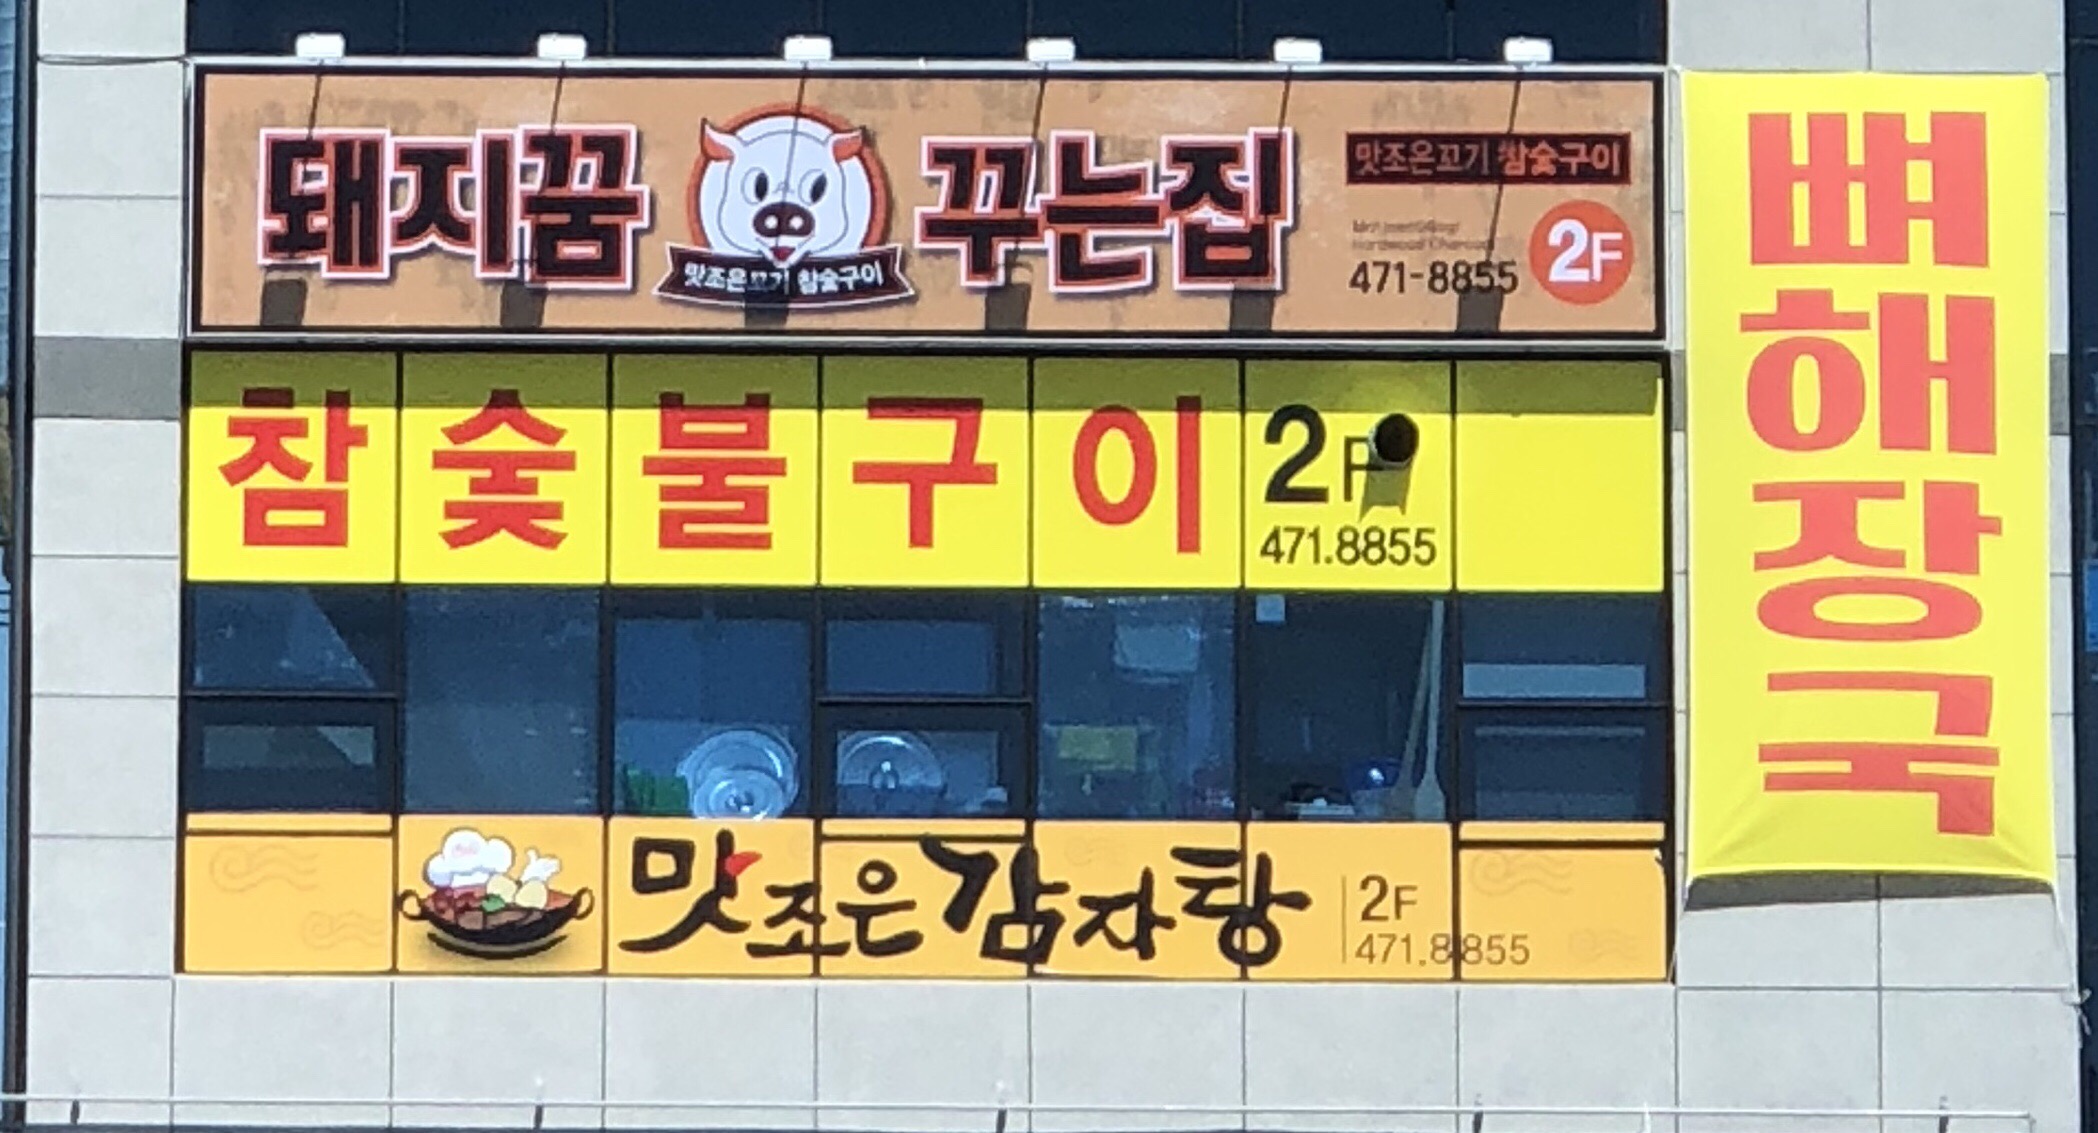 돼지꿈 꾸는집
맛조은꼬기 참숯구이
맛조은꼬기 참숯구이
471-8855 2F
참숯불구이 2F
471.8855
맛조은감자탕 2F
471.8855
뼈해장국